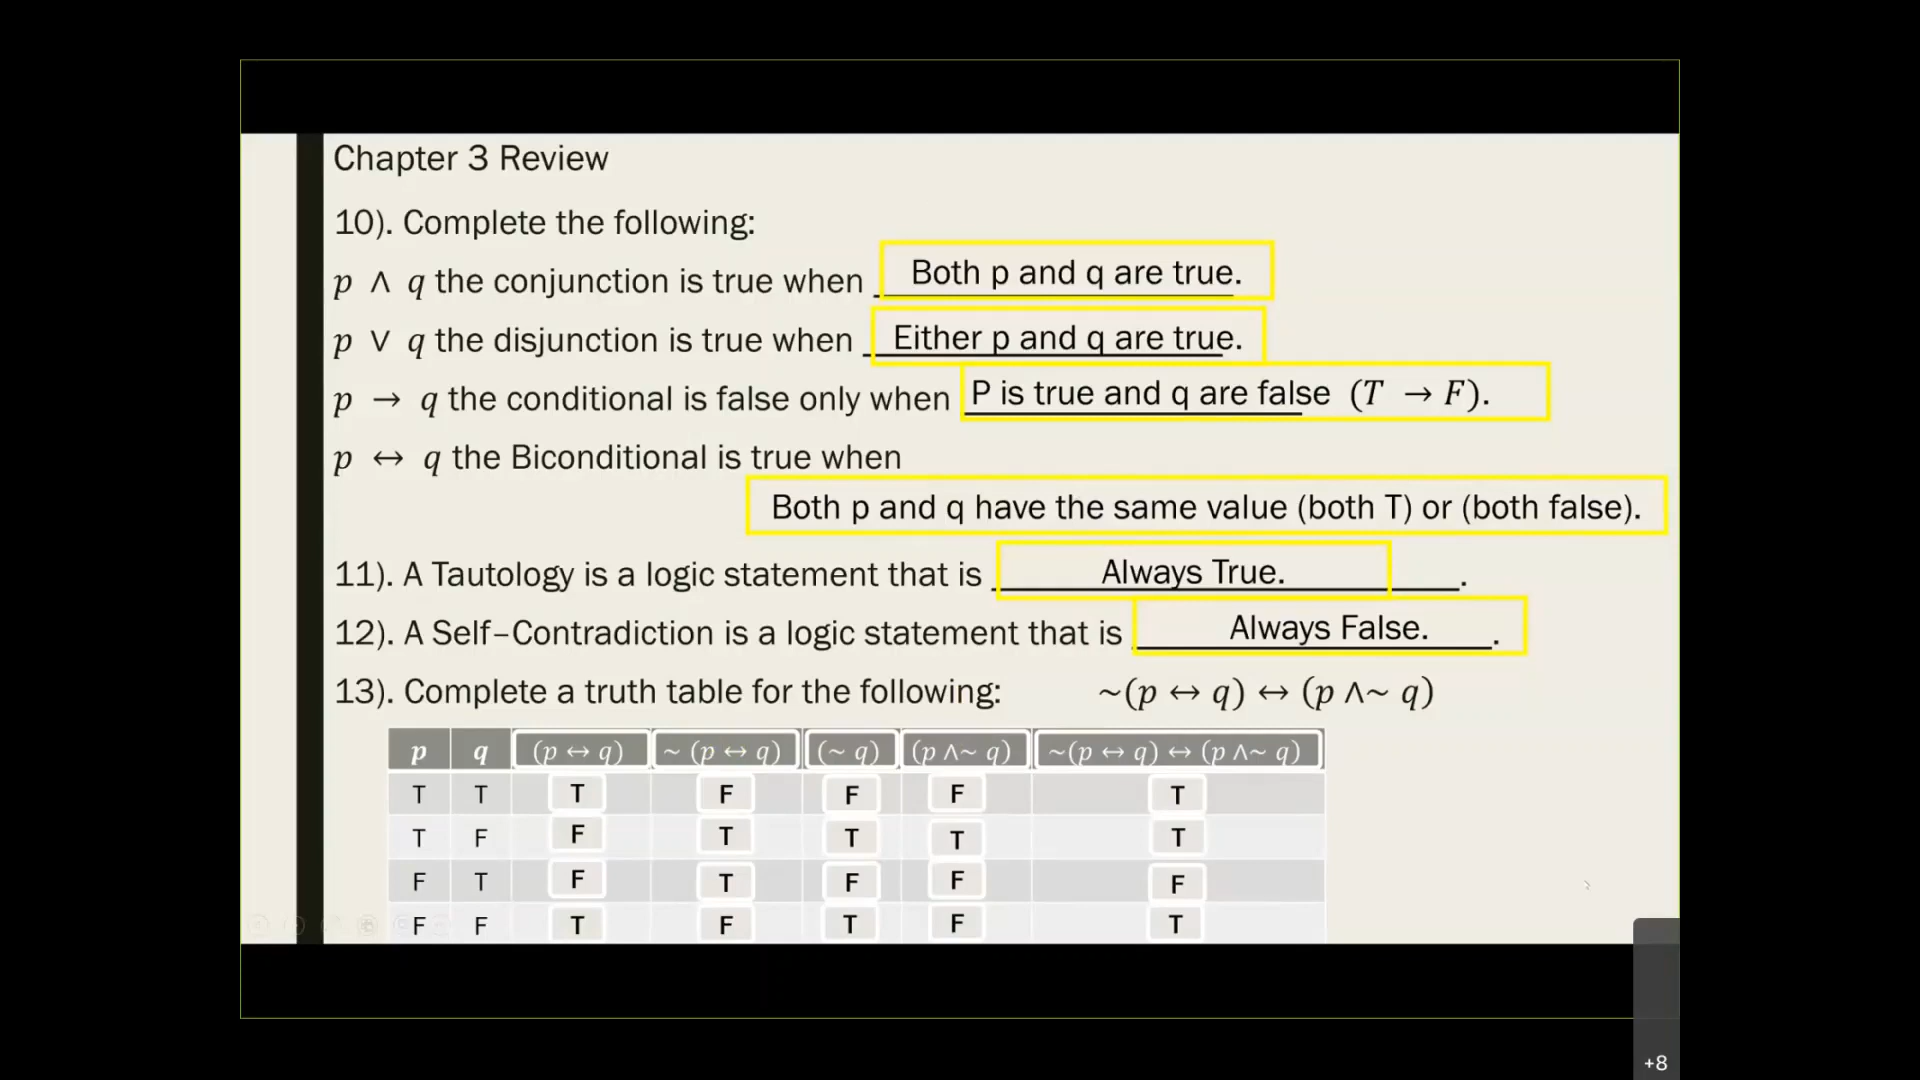 Chapter 3 Review
10). Complete the following:
p ∧ q the conjunction is true when Both p and q are true.
p ∨ q the disjunction is true when Either p and q are true.
p → q the conditional is false only when P is true and q are false (T → F).
p ↔ q the Biconditional is true when
Both p and q have the same value (both T) or (both false).
11). A Tautology is a logic statement that is Always True. .
12). A Self–Contradiction is a logic statement that is Always False. .
13). Complete a truth table for the following: ~(p ↔ q) ↔ (p ∧~ q)
p q (p ↔ q) ~ (p ↔ q) (~ q) (p ∧~ q) ~(p ↔ q) ↔ (p ∧~ q)
T T T F F F T
T F F T T T T
F T F T F F F
F F T F T F T
+8